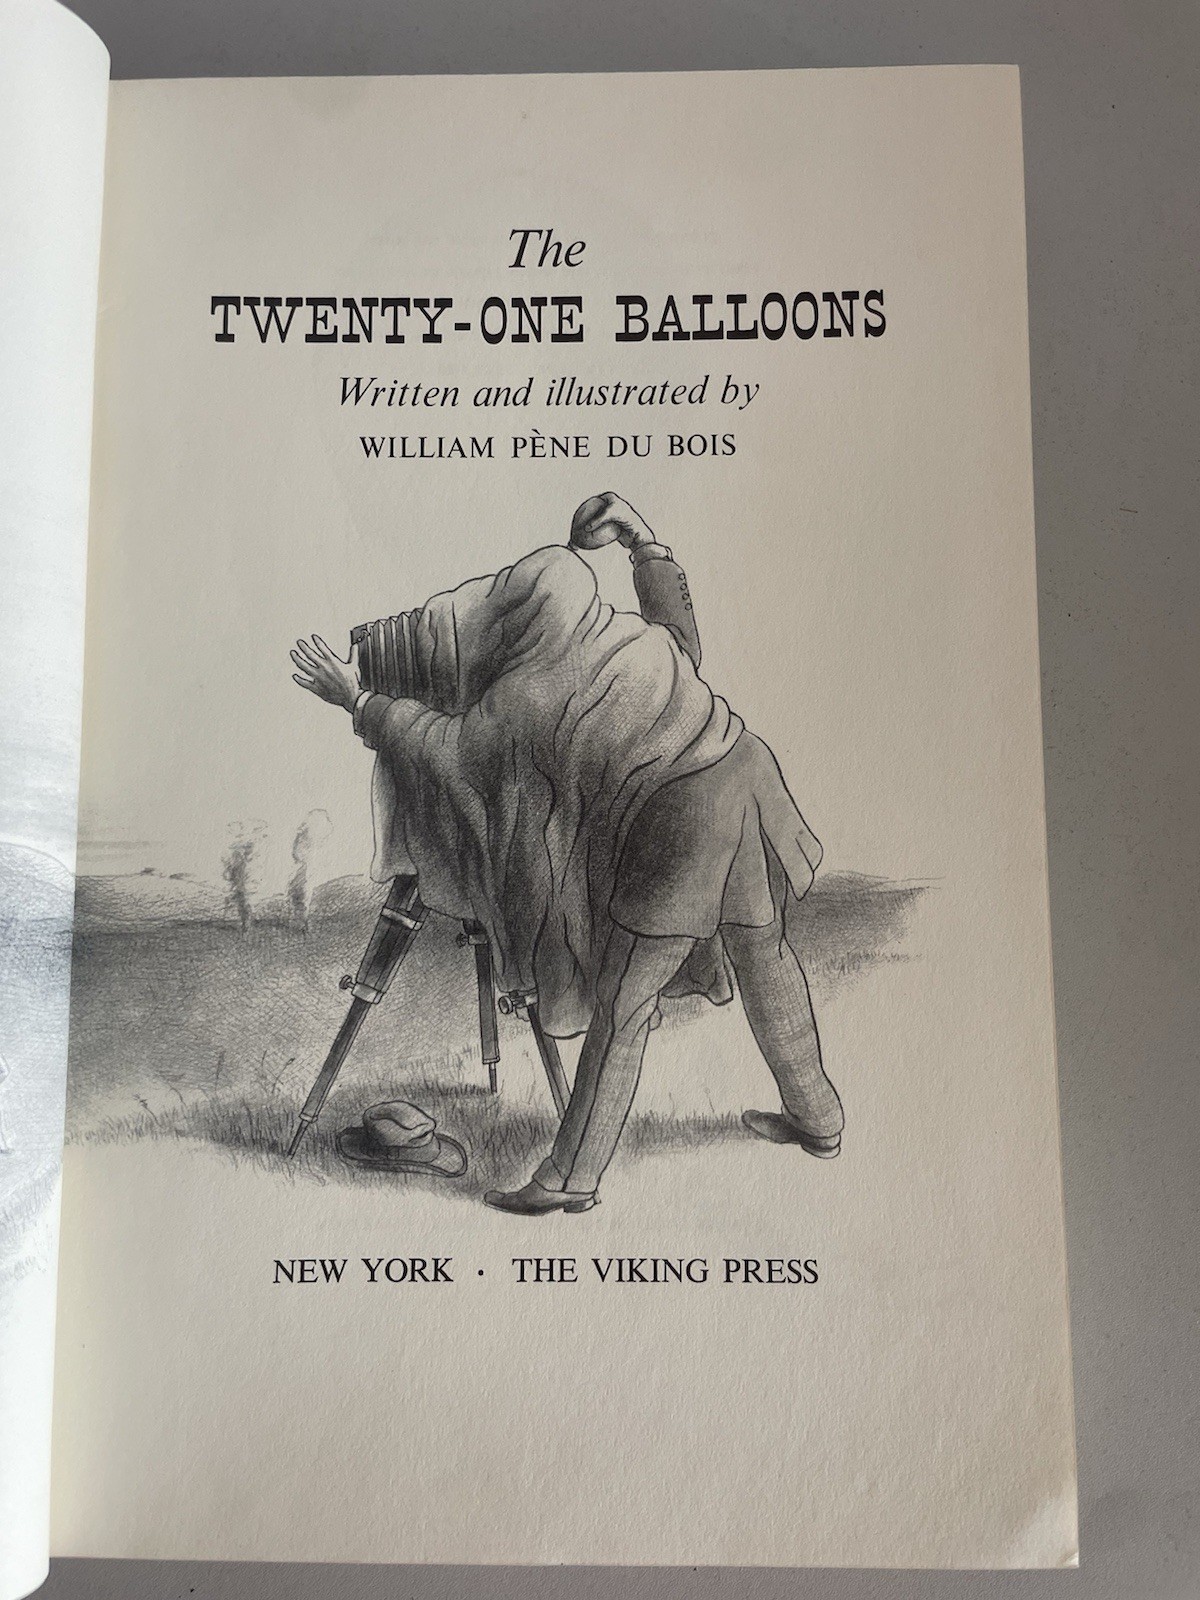 The
TWENTY-ONE BALLOONS
Written and illustrated by
WILLIAM PÈNE DU BOIS
NEW YORK · THE VIKING PRESS